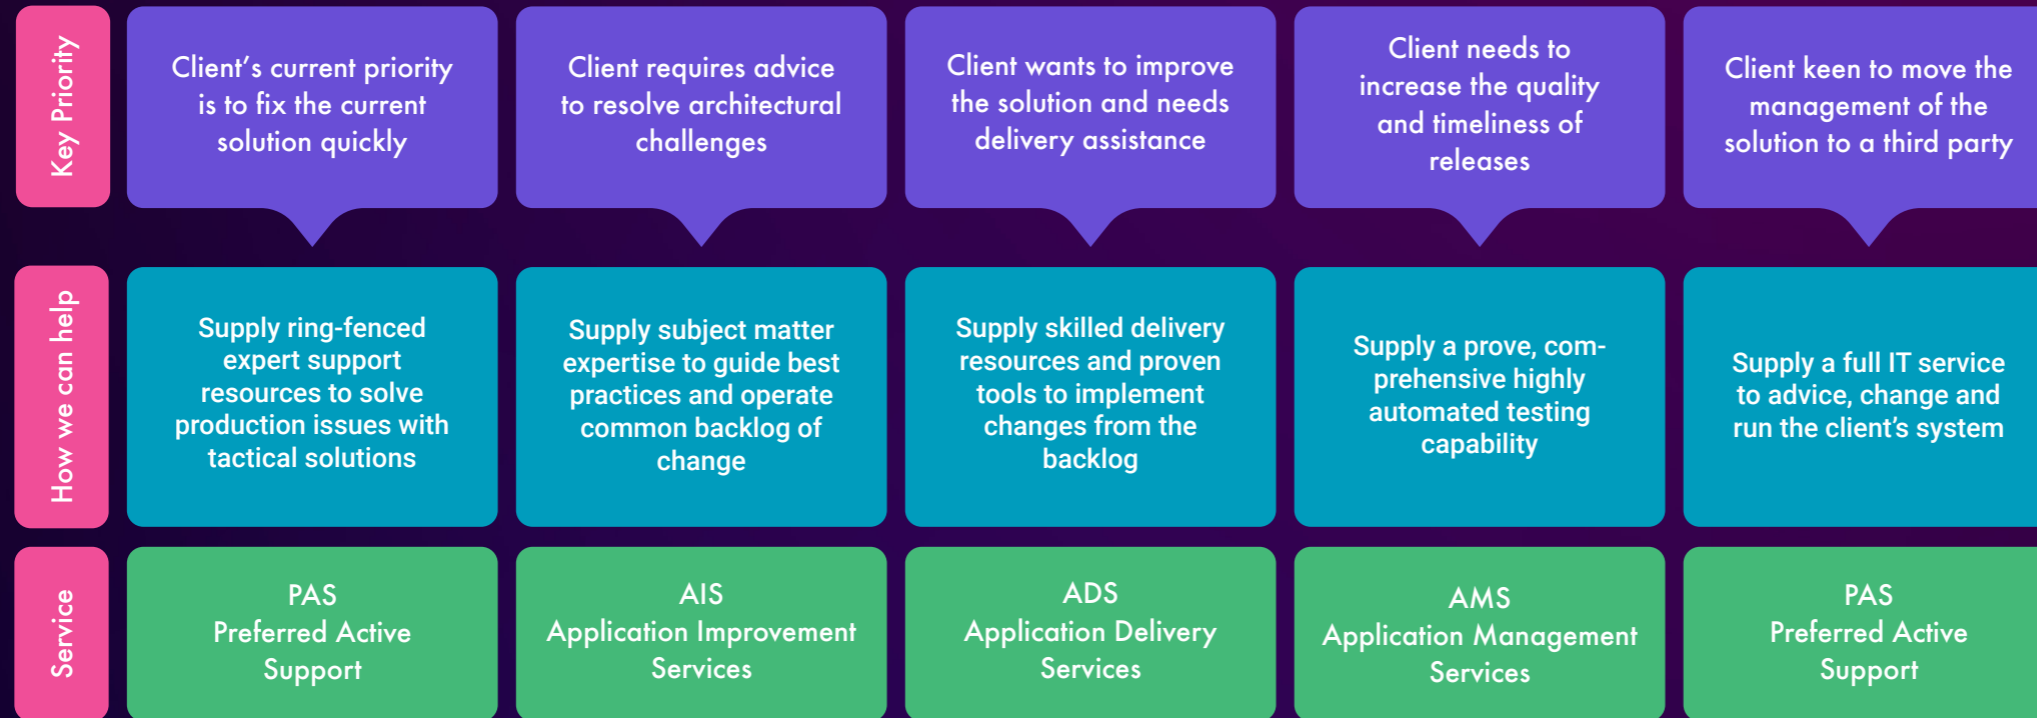 Key Priority
Client's current priority
is to fix the current
solution quickly
Client requires advice
to resolve architectural
challenges
Client wants to improve
the solution and needs
delivery assistance
Client needs to
increase the quality
and timeliness of
releases
Client keen to move the
management of the
solution to a third party
How we can help
Supply ring-fenced
expert support
resources to solve
production issues with
tactical solutions
Supply subject matter
expertise to guide best
practices and operate
common backlog of
change
Supply skilled delivery
resources and proven
tools to implement
changes from the
backlog
Supply a prove, com-
prehensive highly
automated testing
capability
Supply a full IT service
to advice, change and
run the client's system
Service
PAS
Preferred Active
Support
AIS
Application Improvement
Services
ADS
Application Delivery
Services
AMS
Application Management
Services
PAS
Preferred Active
Support